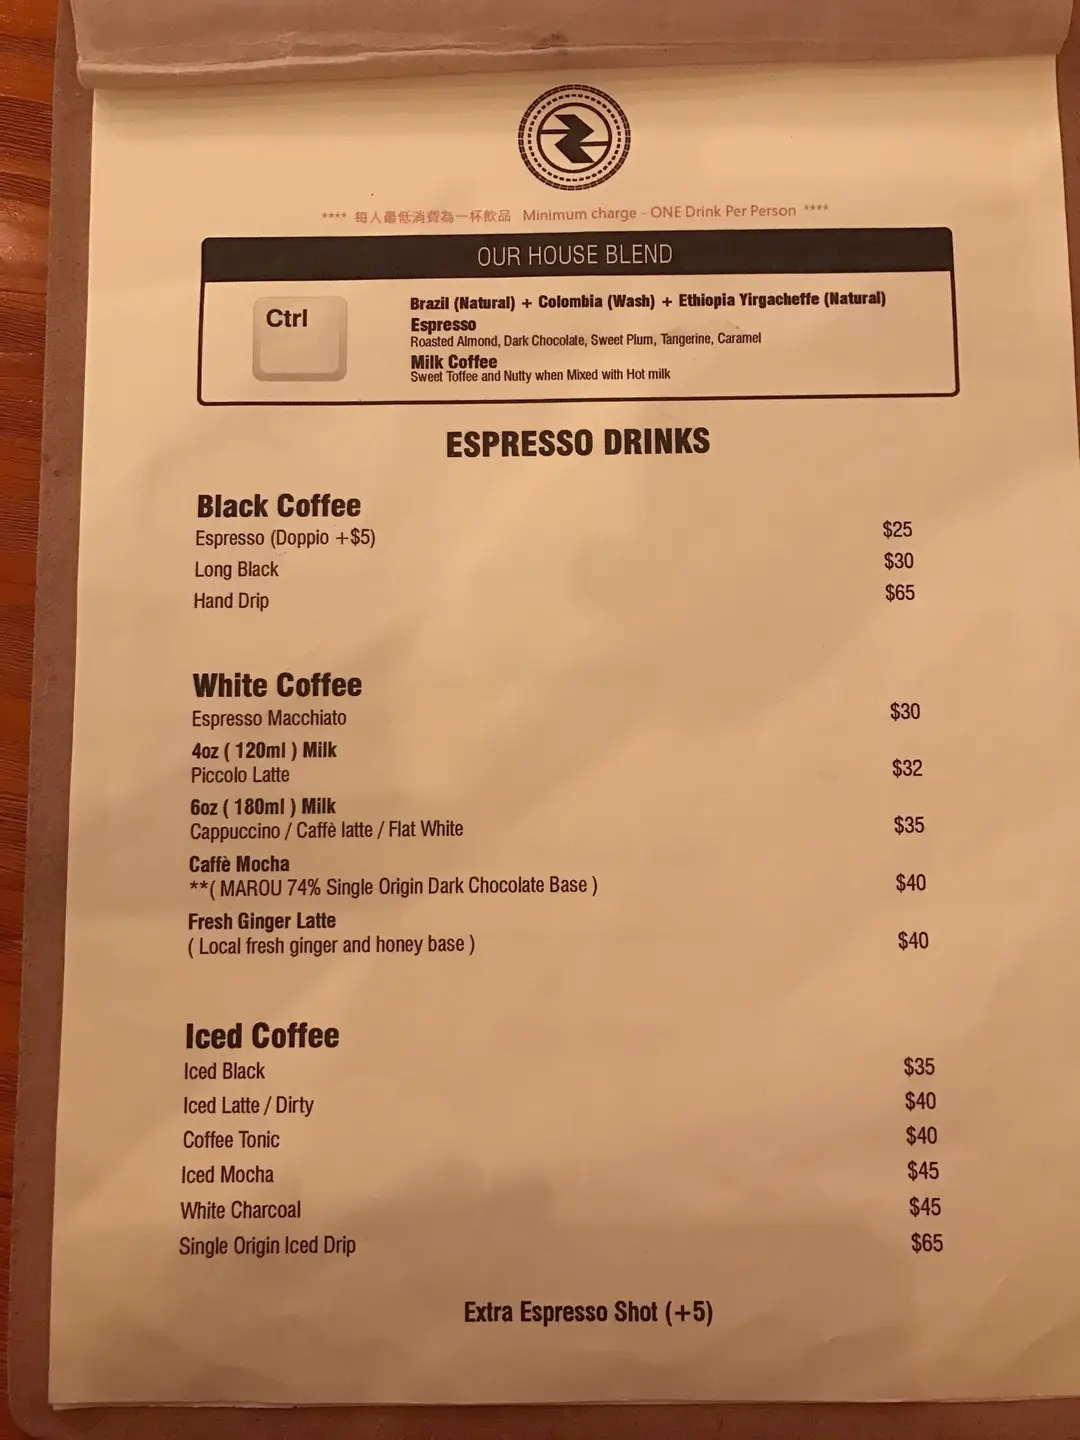 **** 每人最低消費為一杯飲品 Minimum charge - ONE Drink Per Person ****
OUR HOUSE BLEND
Ctrl
Brazil (Natural) + Colombia (Wash) + Ethiopia Yirgacheffe (Natural)
Espresso
Roasted Almond, Dark Chocolate, Sweet Plum, Tangerine, Caramel
Milk Coffee
Sweet Toffee and Nutty when Mixed with Hot milk
ESPRESSO DRINKS
Black Coffee
Espresso (Doppio +$5) $25
Long Black $30
Hand Drip $65
White Coffee
Espresso Macchiato $30
4oz ( 120ml ) Milk
Piccolo Latte $32
6oz ( 180ml ) Milk
Cappuccino / Caffè latte / Flat White $35
Caffè Mocha
**( MAROU 74% Single Origin Dark Chocolate Base ) $40
Fresh Ginger Latte
( Local fresh ginger and honey base ) $40
Iced Coffee
Iced Black $35
Iced Latte / Dirty $40
Coffee Tonic $40
Iced Mocha $45
White Charcoal $45
Single Origin Iced Drip $65
Extra Espresso Shot (+5)